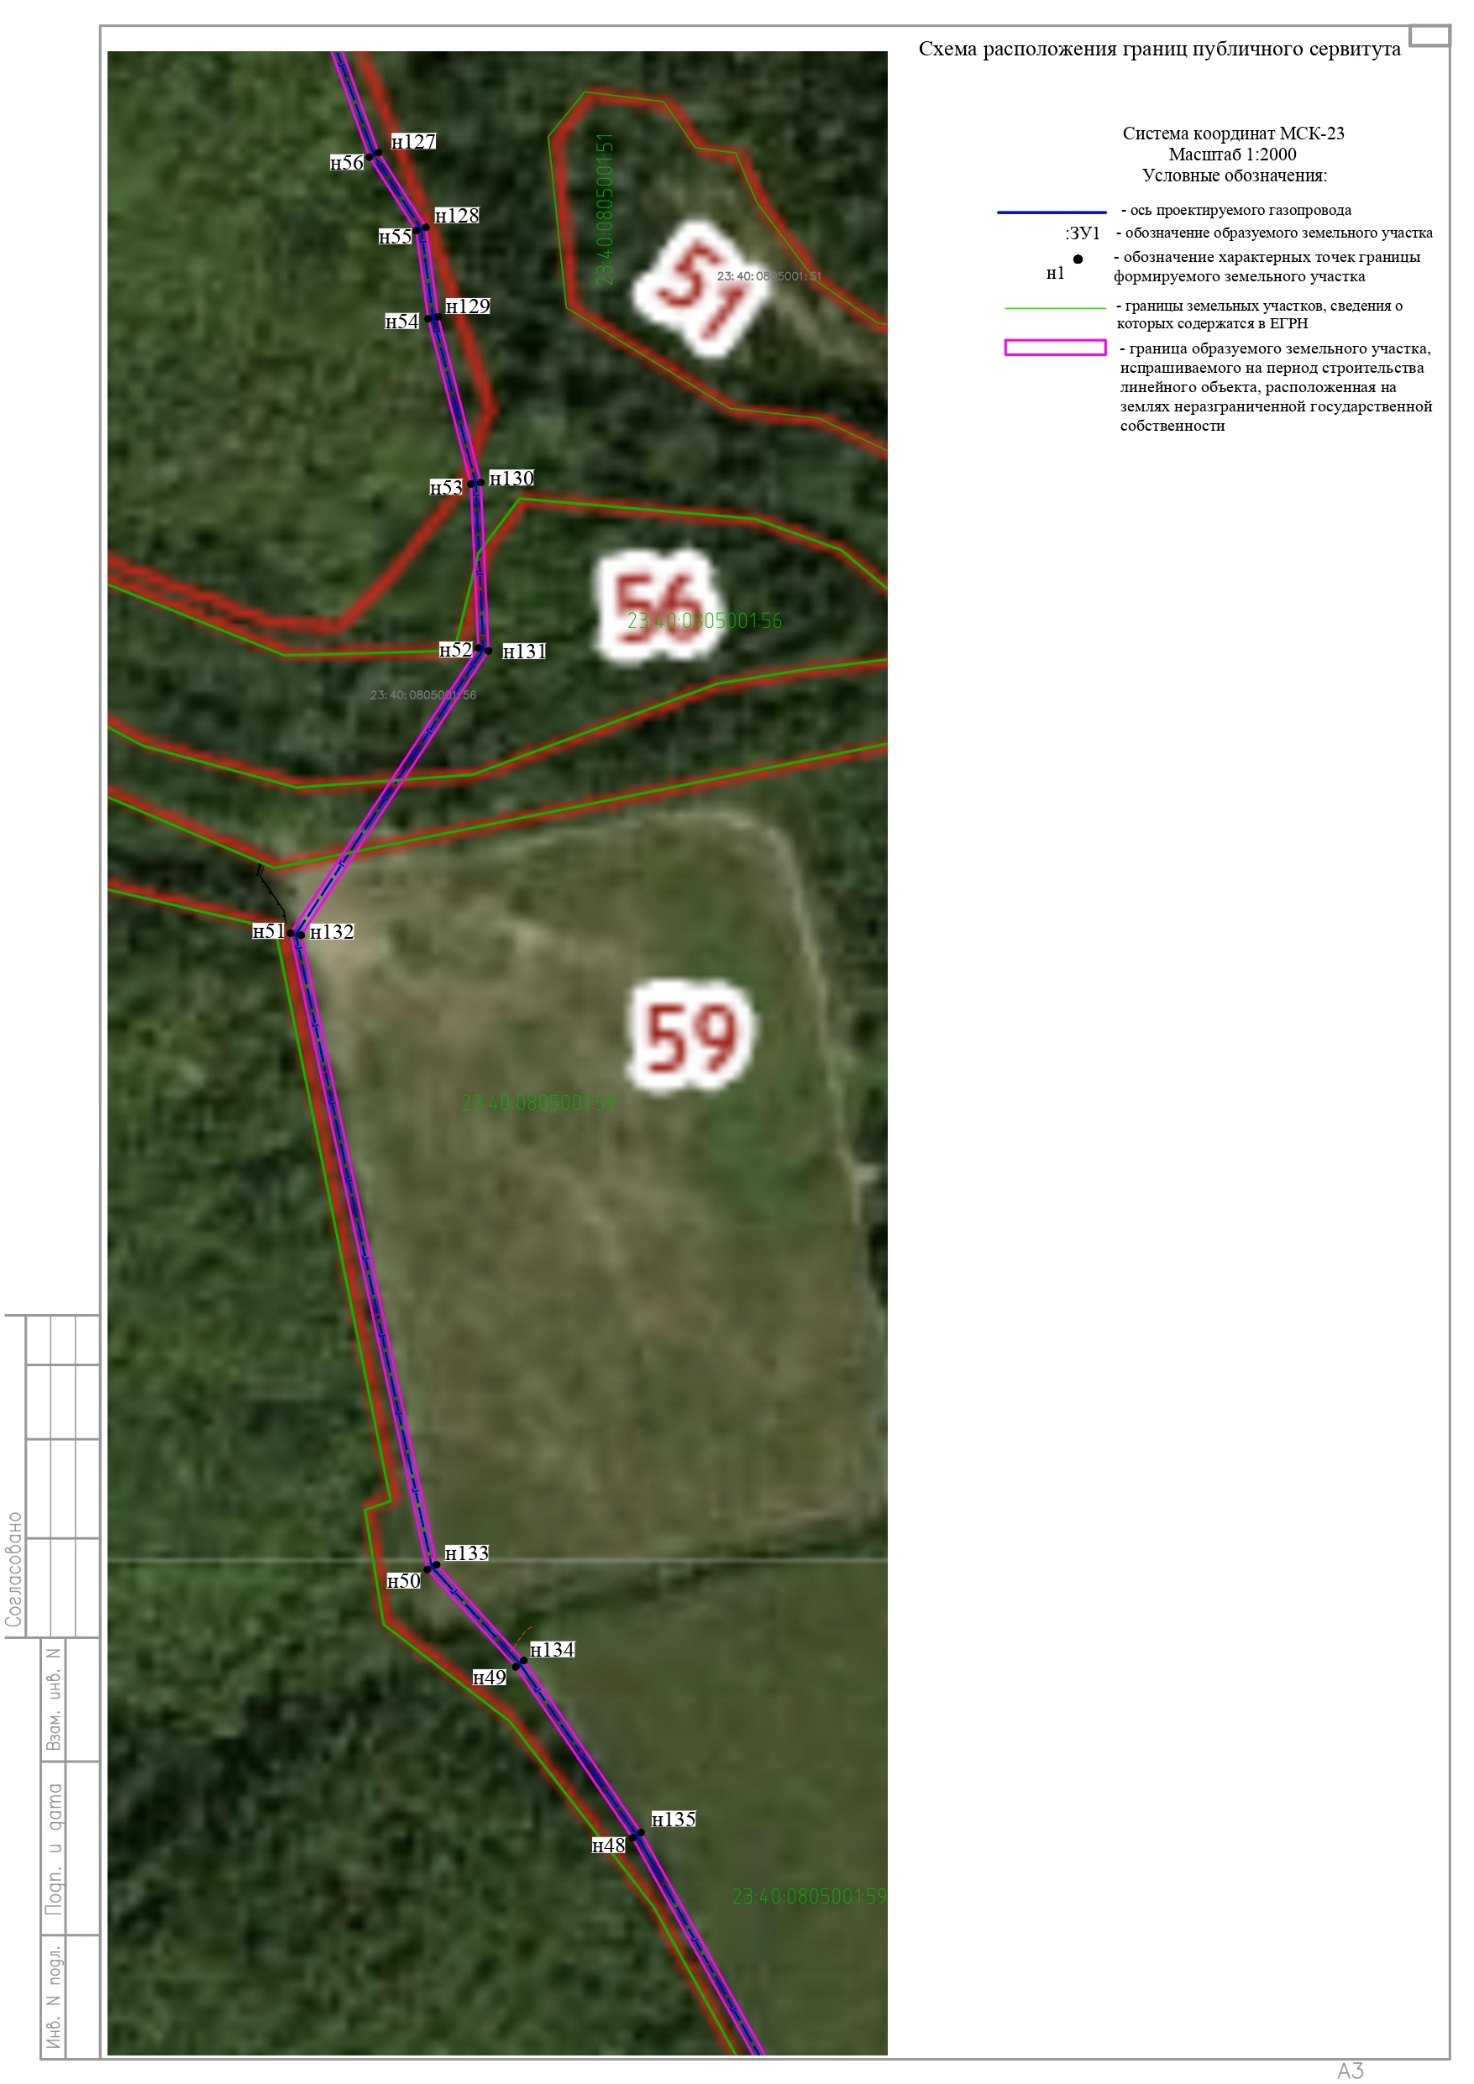 Схема расположения границ публичного сервитута
Система координат МСК-23
Масштаб 1:2000
Условные обозначения:
- ось проектируемого газопровода
:ЗУ1 - обозначение образуемого земельного участка
н1 - обозначение характерных точек границы
формируемого земельного участка
- границы земельных участков, сведения о
которых содержатся в ЕГРН
- граница образуемого земельного участка,
испрашиваемого на период строительства
линейного объекта, расположенная на
землях неразграниченной государственной
собственности
н127
н56
н128
н55
23:40:0805001:51
51
23:40:0805001:51
н129
н54
н130
н53
56
23:40:0805001:56
н52
н131
23:40:0805001:56
н51
н132
59
23:40:0805001:59
н133
н50
н134
н49
н135
н48
23:40:0805001:59
Согласовано
Взам. инв. N
Подп. и дата
Инв. N подл.
А3